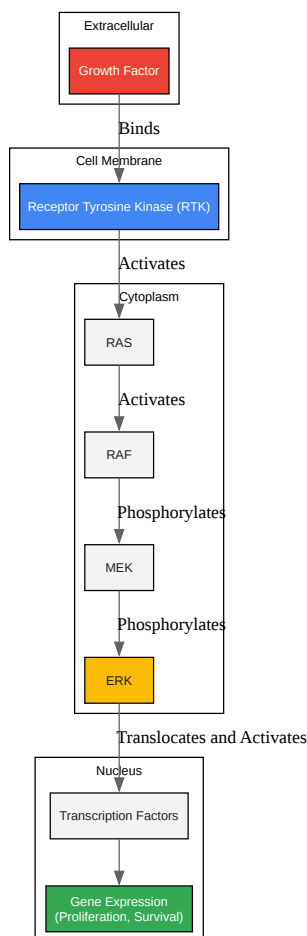 Extracellular
Growth Factor
Binds
Cell Membrane
Receptor Tyrosine Kinase (RTK)
Activates
Cytoplasm
RAS
Activates
RAF
Phosphorylates
MEK
Phosphorylates
ERK
Translocates and Activates
Nucleus
Transcription Factors
Gene Expression
(Proliferation, Survival)